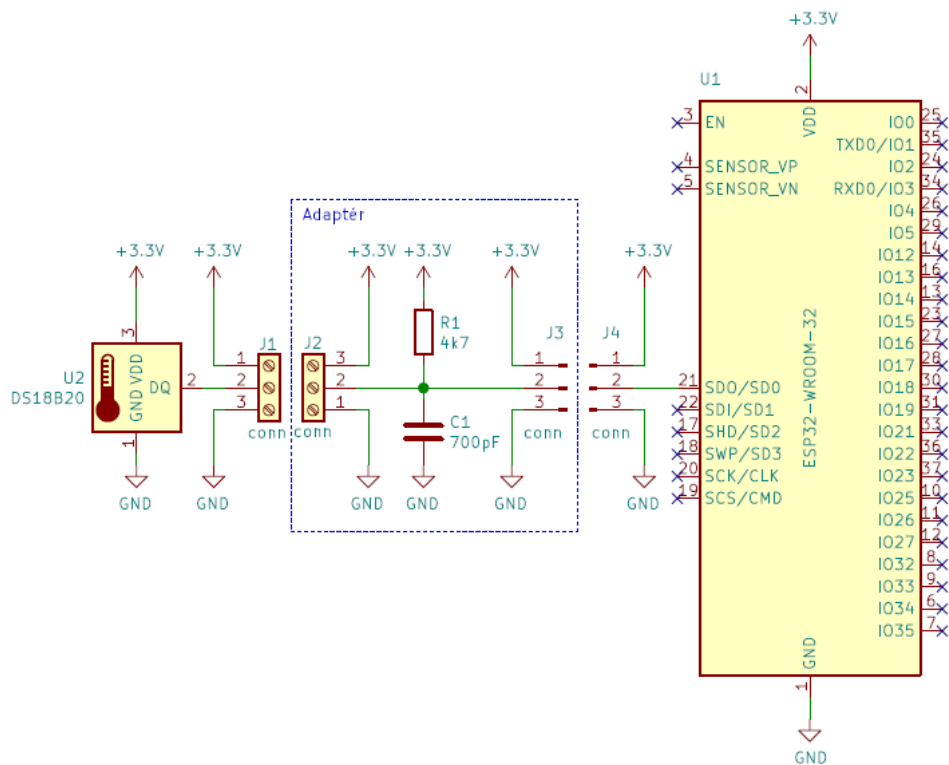 +3.3V
U1
2
VDD
3 EN
4 SENSOR_VP
5 SENSOR_VN
IO0 25
TXD0/IO1 35
IO2 24
RXD0/IO3 34
IO4 26
IO5 29
IO12 14
IO13 16
IO14 13
IO15 23
IO16 27
IO17 28
IO18 30
IO19 31
IO21 33
IO22 36
IO23 37
IO25 10
IO26 11
IO27 12
IO32 8
IO33 9
IO34 6
IO35 7
ESP32-WROOM-32
21 SDO/SD0
22 SDI/SD1
17 SHD/SD2
18 SWP/SD3
20 SCK/CLK
19 SCS/CMD
GND
1
GND
Adaptér
+3.3V
+3.3V
+3.3V
+3.3V
+3.3V
+3.3V
U2
DS18B20
3
VDD
GND
DQ
2
1
J1
1
2
3
conn
J2
3
2
1
conn
R1
4k7
C1
700pF
J3
1
2
3
conn
J4
1
2
3
conn
GND
GND
GND
GND
GND
GND